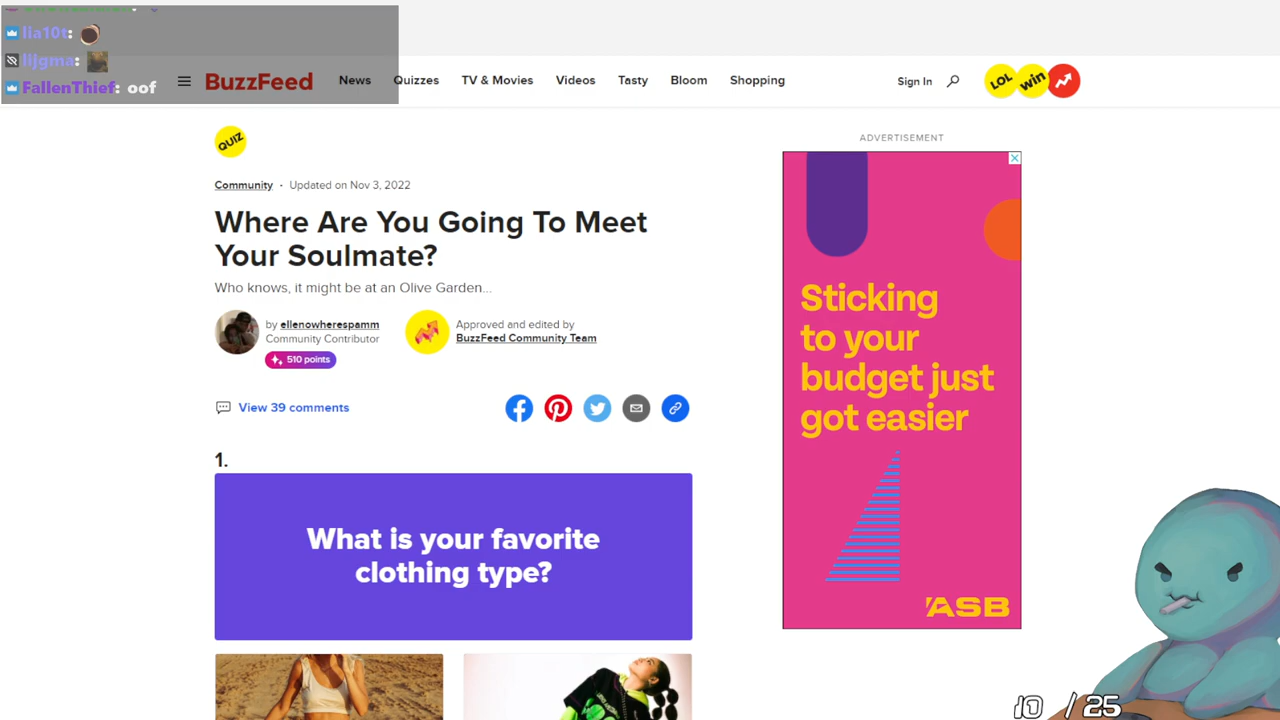 lia10t:
lijgma:
FallenThief: oof
BuzzFeed
News
Quizzes
TV & Movies
Videos
Tasty
Bloom
Shopping
Sign In
LOL
win
QUIZ
Community · Updated on Nov 3, 2022
Where Are You Going To Meet
Your Soulmate?
Who knows, it might be at an Olive Garden...
by ellenowherespamm
Community Contributor
510 points
Approved and edited by
BuzzFeed Community Team
View 39 comments
1.
What is your favorite
clothing type?
ADVERTISEMENT
Sticking
to your
budget just
got easier
ASB
10 / 25